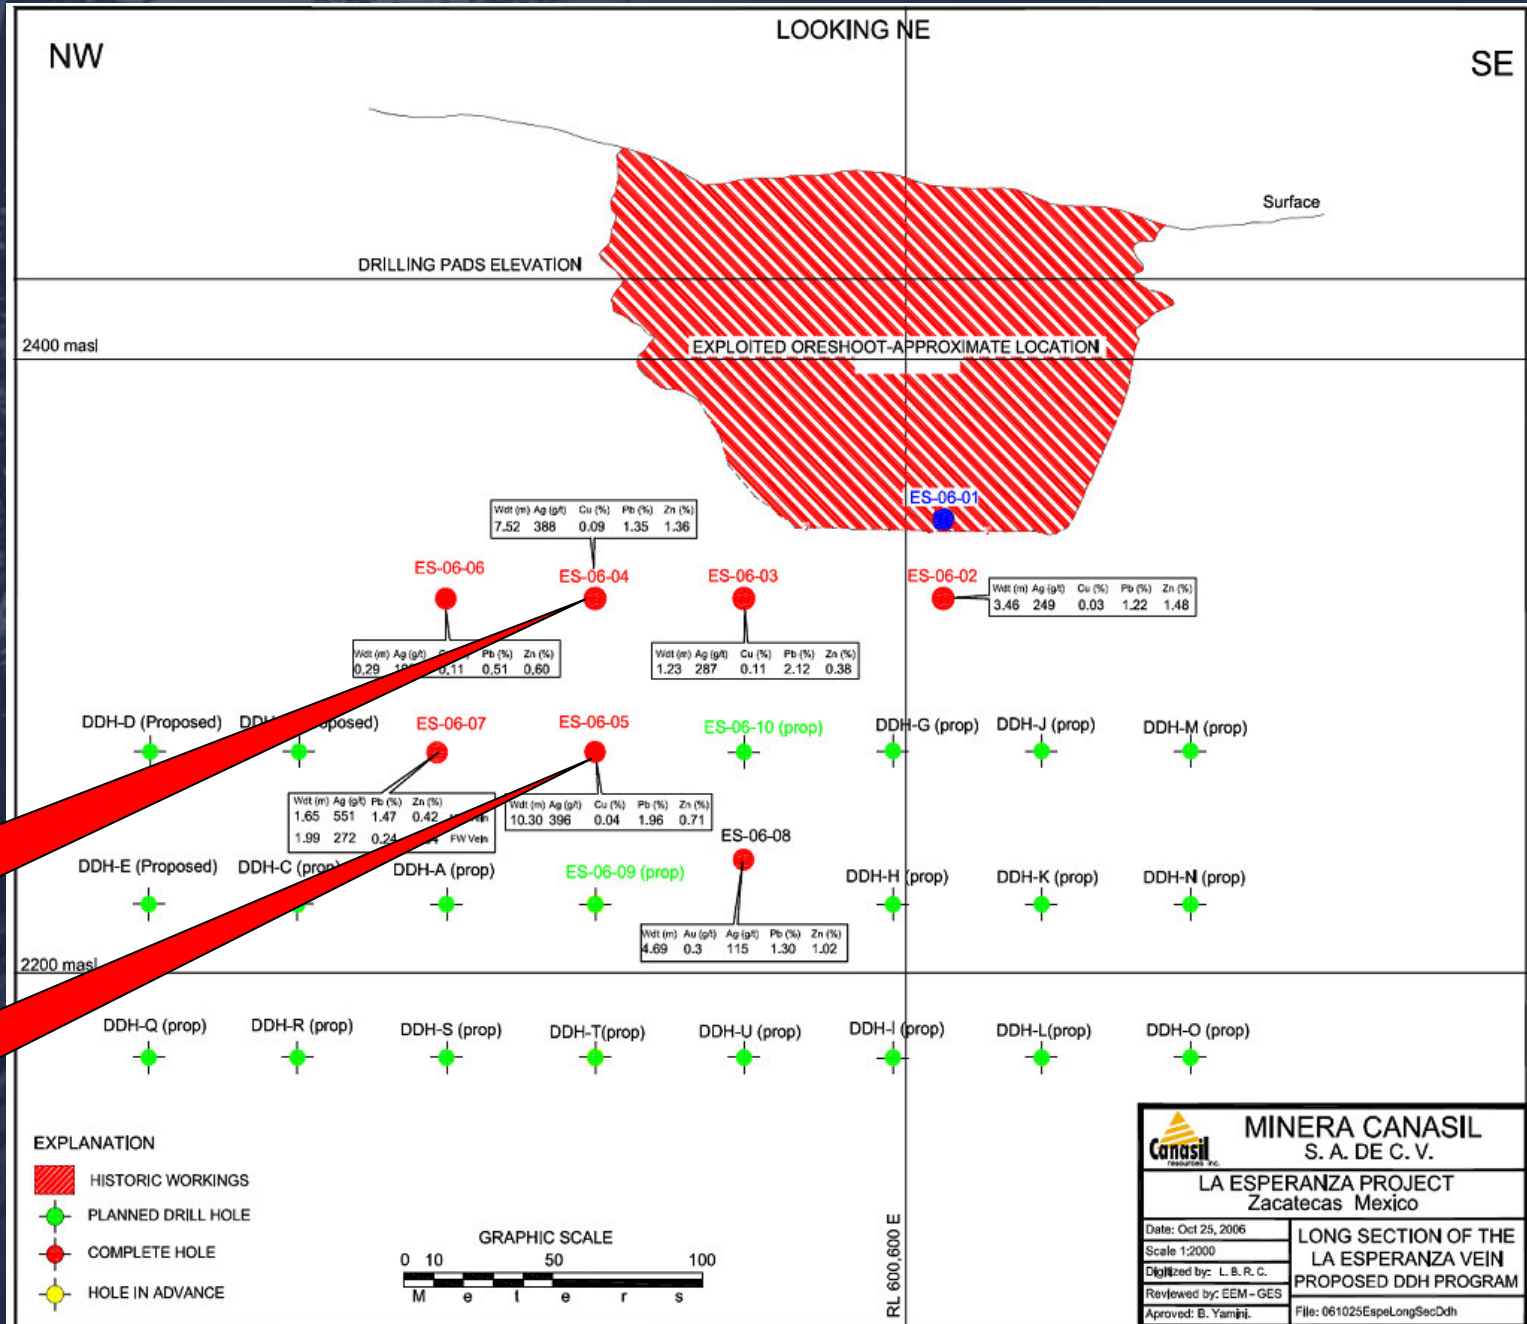 LOOKING NE
NW
SE
Surface
DRILLING PADS ELEVATION
2400 masl
EXPLOITED ORESHOOT-APPROXIMATE LOCATION
ES-06-01
Wdt (m) Ag (g/t) Cu (%) Pb (%) Zn (%)
7.52 388 0.09 1.35 1.36
ES-06-06
ES-06-04
ES-06-03
ES-06-02
Wdt (m) Ag (g/t) Cu (%) Pb (%) Zn (%)
3.46 249 0.03 1.22 1.48
Wdt (m) Ag (g/t) Pb (%) Zn (%)
0.29 0.11 0.51 0.60
Wdt (m) Ag (g/t) Cu (%) Pb (%) Zn (%)
1.23 287 0.11 2.12 0.38
DDH-D (Proposed)
ES-06-07
ES-06-05
ES-06-10 (prop)
DDH-G (prop)
DDH-J (prop)
DDH-M (prop)
Wdt (m) Ag (g/t) Pb (%) Zn (%)
1.65 551 1.47 0.42
1.99 272 0.24 FW Vein
Wdt (m) Ag (g/t) Cu (%) Pb (%) Zn (%)
10.30 396 0.04 1.96 0.71
ES-06-08
DDH-E (Proposed)
DDH-C (prop)
DDH-A (prop)
ES-06-09 (prop)
DDH-H (prop)
DDH-K (prop)
DDH-N (prop)
Wdt (m) Au (g/t) Ag (g/t) Pb (%) Zn (%)
4.69 0.3 115 1.30 1.02
2200 masl
DDH-Q (prop)
DDH-R (prop)
DDH-S (prop)
DDH-T(prop)
DDH-U (prop)
DDH-I (prop)
DDH-L(prop)
DDH-O (prop)
EXPLANATION
HISTORIC WORKINGS
PLANNED DRILL HOLE
COMPLETE HOLE
HOLE IN ADVANCE
GRAPHIC SCALE
0 10 50 100
M e t e r s
RL 600,600 E
Canasil
resources inc.
MINERA CANASIL
S. A. DE C. V.
LA ESPERANZA PROJECT
Zacatecas Mexico
Date: Oct 25, 2006
Scale 1:2000
Digitized by: L. B. R. C.
Reviewed by: EEM - GES
Aproved: B. Yamini.
LONG SECTION OF THE
LA ESPERANZA VEIN
PROPOSED DDH PROGRAM
File: 061025EspeLongSecDdh